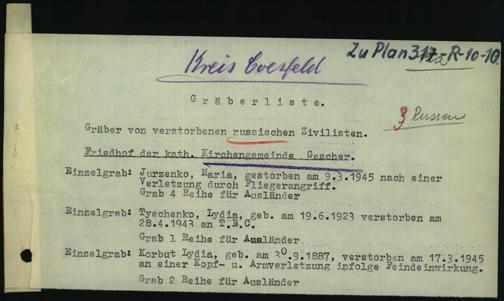 Kreis Coesfeld
Zu Plan -R-10-10
Gräberliste.
3 Russen
Gräber von verstorbenen russischen Zivilisten.
Friedhof der kath. Kirchengemeinde Gescher.
Einzelgrab: Jurzenko, Maria, gestorben am 9.3.1945 nach einer
Verletzung durch Fliegerangriff.
Grab 4 Reihe für Ausländer
Einzelgrab: Tyschenko, Lydia, geb. am 19.6.1923 verstorben am
28.4.1943 an T.B.C.
Grab 1 Reihe für Ausländer
Einzelgrab: Korbut Lydia, geb. am 30.9.1887, verstorben am 17.3.1945
an einer Kopf- u. Armverletzung infolge Feindeinwirkung.
Grab 2 Reihe für Ausländer